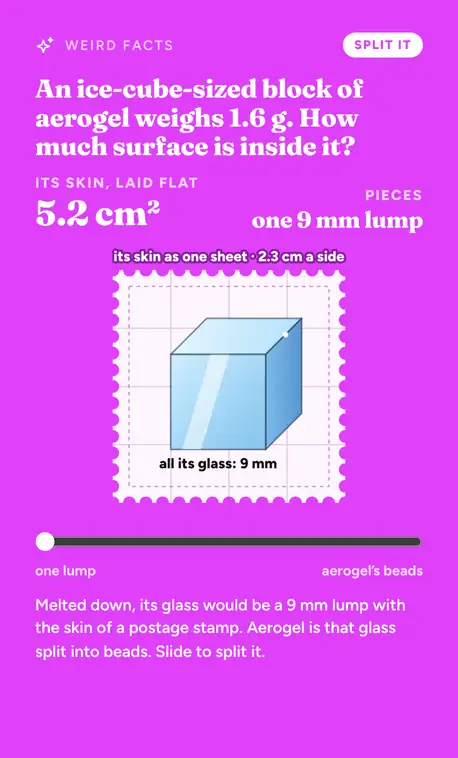 WEIRD FACTS
SPLIT IT
An ice-cube-sized block of
aerogel weighs 1.6 g. How
much surface is inside it?
ITS SKIN, LAID FLAT
5.2 cm²
PIECES
one 9 mm lump
its skin as one sheet · 2.3 cm a side
all its glass: 9 mm
one lump
aerogel’s beads
Melted down, its glass would be a 9 mm lump with
the skin of a postage stamp. Aerogel is that glass
split into beads. Slide to split it.